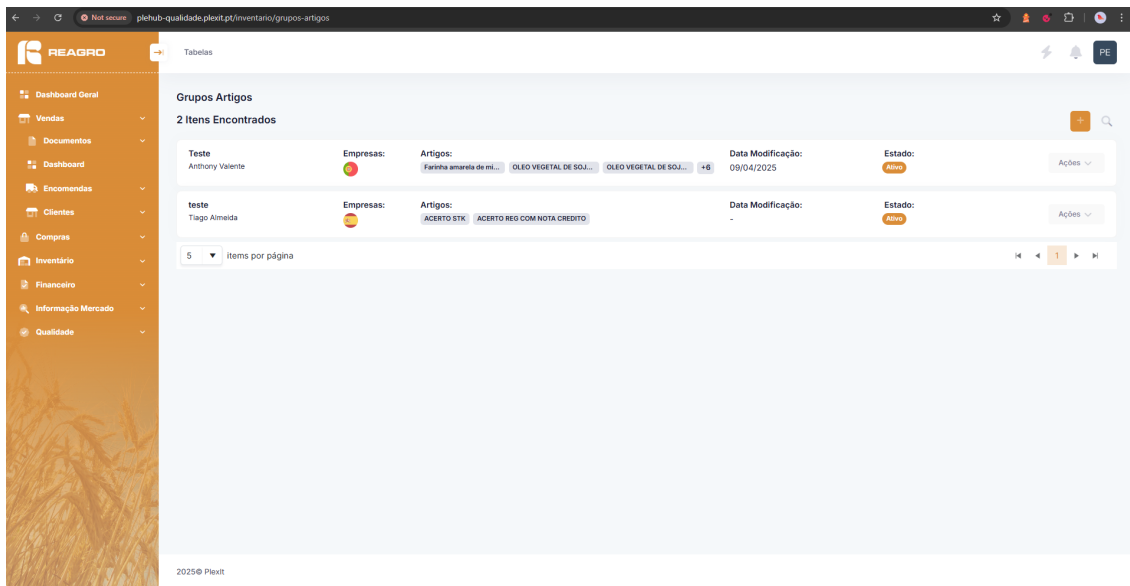 Not secure plehub-qualidade.plexit.pt/inventario/grupos-artigos
REAGRO
Tabelas
PE
Dashboard Geral
Vendas
Documentos
Dashboard
Encomendas
Clientes
Compras
Inventário
Financeiro
Informação Mercado
Qualidade
Grupos Artigos
2 Itens Encontrados
Teste Empresas: Artigos: Data Modificação: Estado:
Anthony Valente Farinha amarela de mi... OLEO VEGETAL DE SOJ... OLEO VEGETAL DE SOJ... +6 09/04/2025 Ativo Ações
teste Empresas: Artigos: Data Modificação: Estado:
Tiago Almeida ACERTO STK ACERTO REG COM NOTA CREDITO - Ativo Ações
5 items por página 1
2025© PlexIt